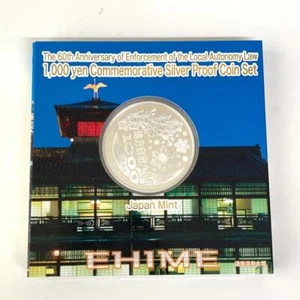 The 60th Anniversary of Enforcement of the Local Autonomy Law
1,000 yen Commemorative Silver Proof Coin Set
1000
Japan Mint
EHIME